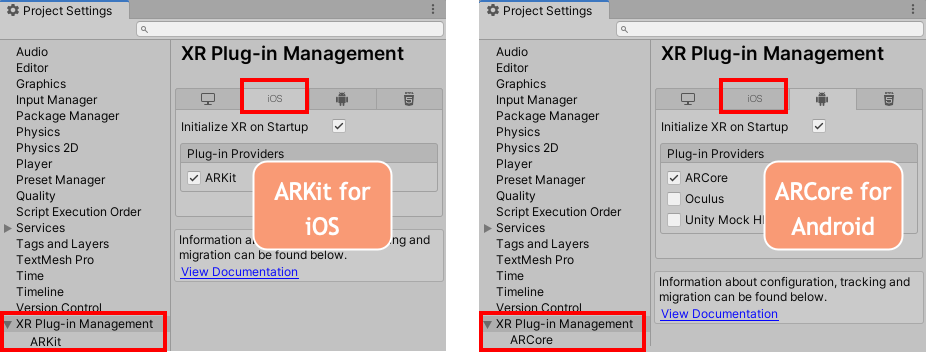 Project Settings
XR Plug-in Management
Audio
Editor
Graphics
Input Manager
Package Manager
Physics
Physics 2D
Player
Preset Manager
Quality
Script Execution Order
Services
Tags and Layers
TextMesh Pro
Time
Timeline
Version Control
XR Plug-in Management
ARKit
iOS
Initialize XR on Startup
Plug-in Providers
ARKit
ARKit for
iOS
Information a
ng and
migration can be found below.
View Documentation
Project Settings
XR Plug-in Management
Audio
Editor
Graphics
Input Manager
Package Manager
Physics
Physics 2D
Player
Preset Manager
Quality
Script Execution Order
Services
Tags and Layers
TextMesh Pro
Time
Timeline
Version Control
XR Plug-in Management
ARCore
iOS
Initialize XR on Startup
Plug-in Providers
ARCore
Oculus
Unity Mock H
ARCore for
Android
Information about configuration, tracking and
migration can be found below.
View Documentation